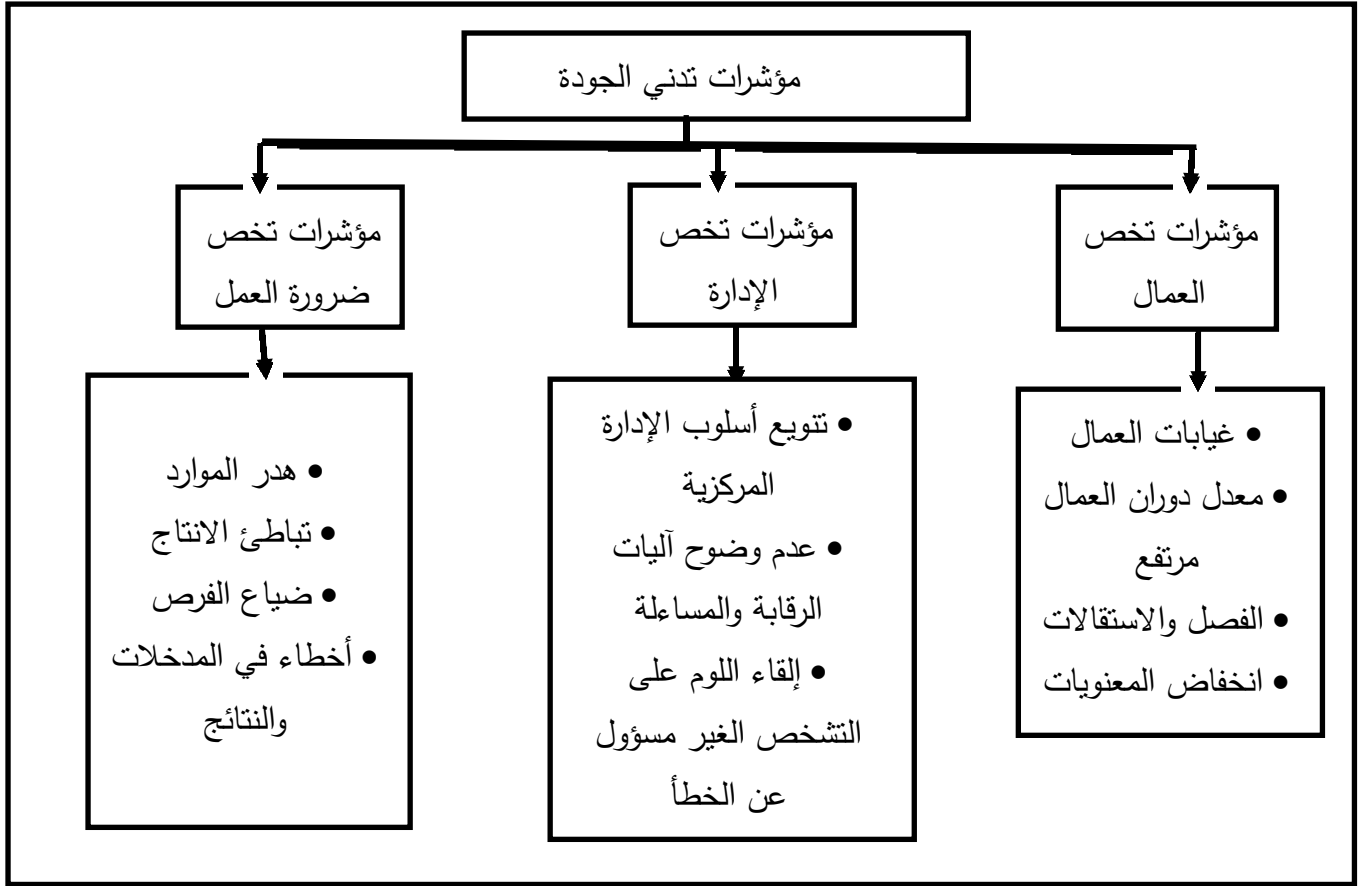 مؤشرات تدني الجودة
مؤشرات تخص
العمال
مؤشرات تخص
الإدارة
مؤشرات تخص
ضرورة العمل
• غيابات العمال
• معدل دوران العمال
مرتفع
• الفصل والاستقالات
• انخفاض المعنويات
• تنويع أسلوب الإدارة
المركزية
• عدم وضوح آليات
الرقابة والمساءلة
• إلقاء اللوم على
التشخص الغير مسؤول
عن الخطأ
• هدر الموارد
• تباطئ الانتاج
• ضياع الفرص
• أخطاء في المدخلات
والنتائج